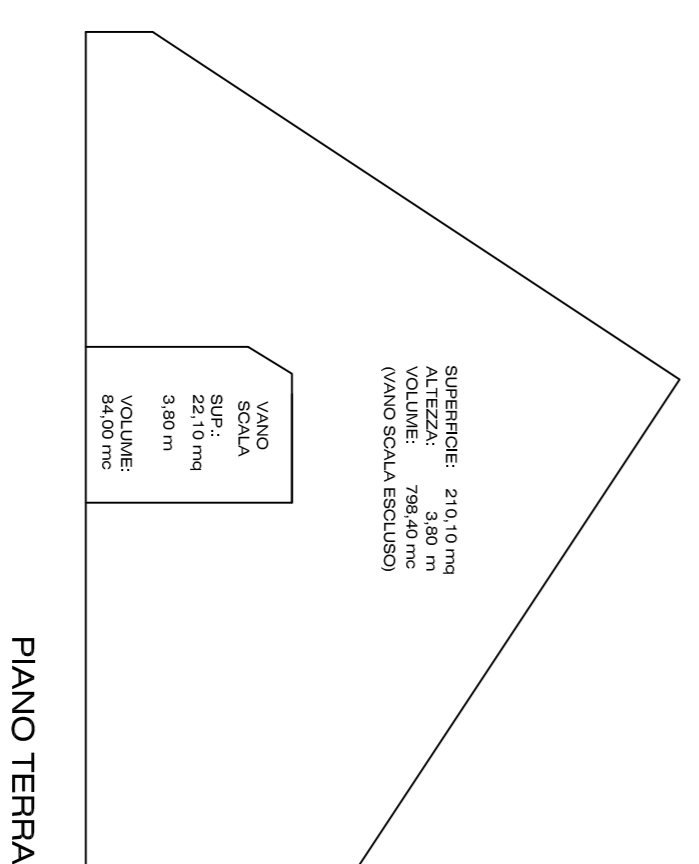 SUPERFICIE: 210,10 mq
ALTEZZA: 3,80 m
VOLUME: 798,40 mc
(VANO SCALA ESCLUSO)
VANO
SCALA
SUP.:
22,10 mq
3,80 m
VOLUME:
84,00 mc
PIANO TERRA